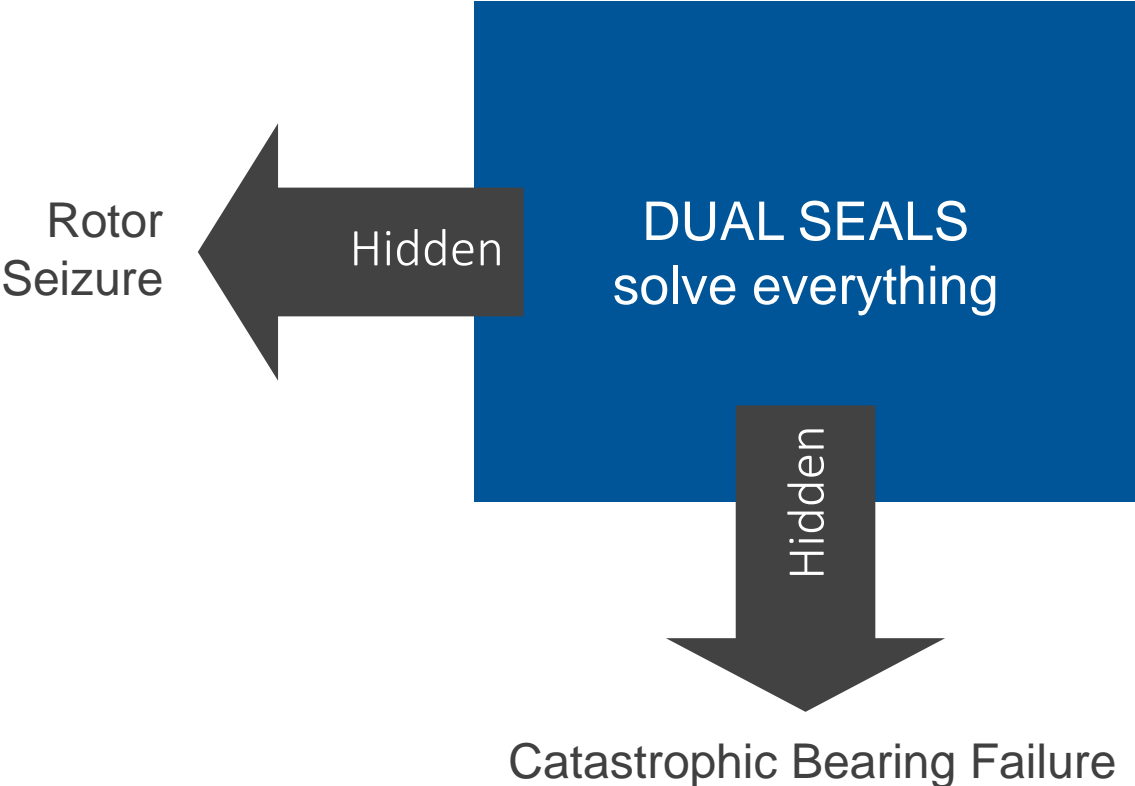 Rotor
Seizure
Hidden
DUAL SEALS
solve everything
Hidden
Catastrophic Bearing Failure